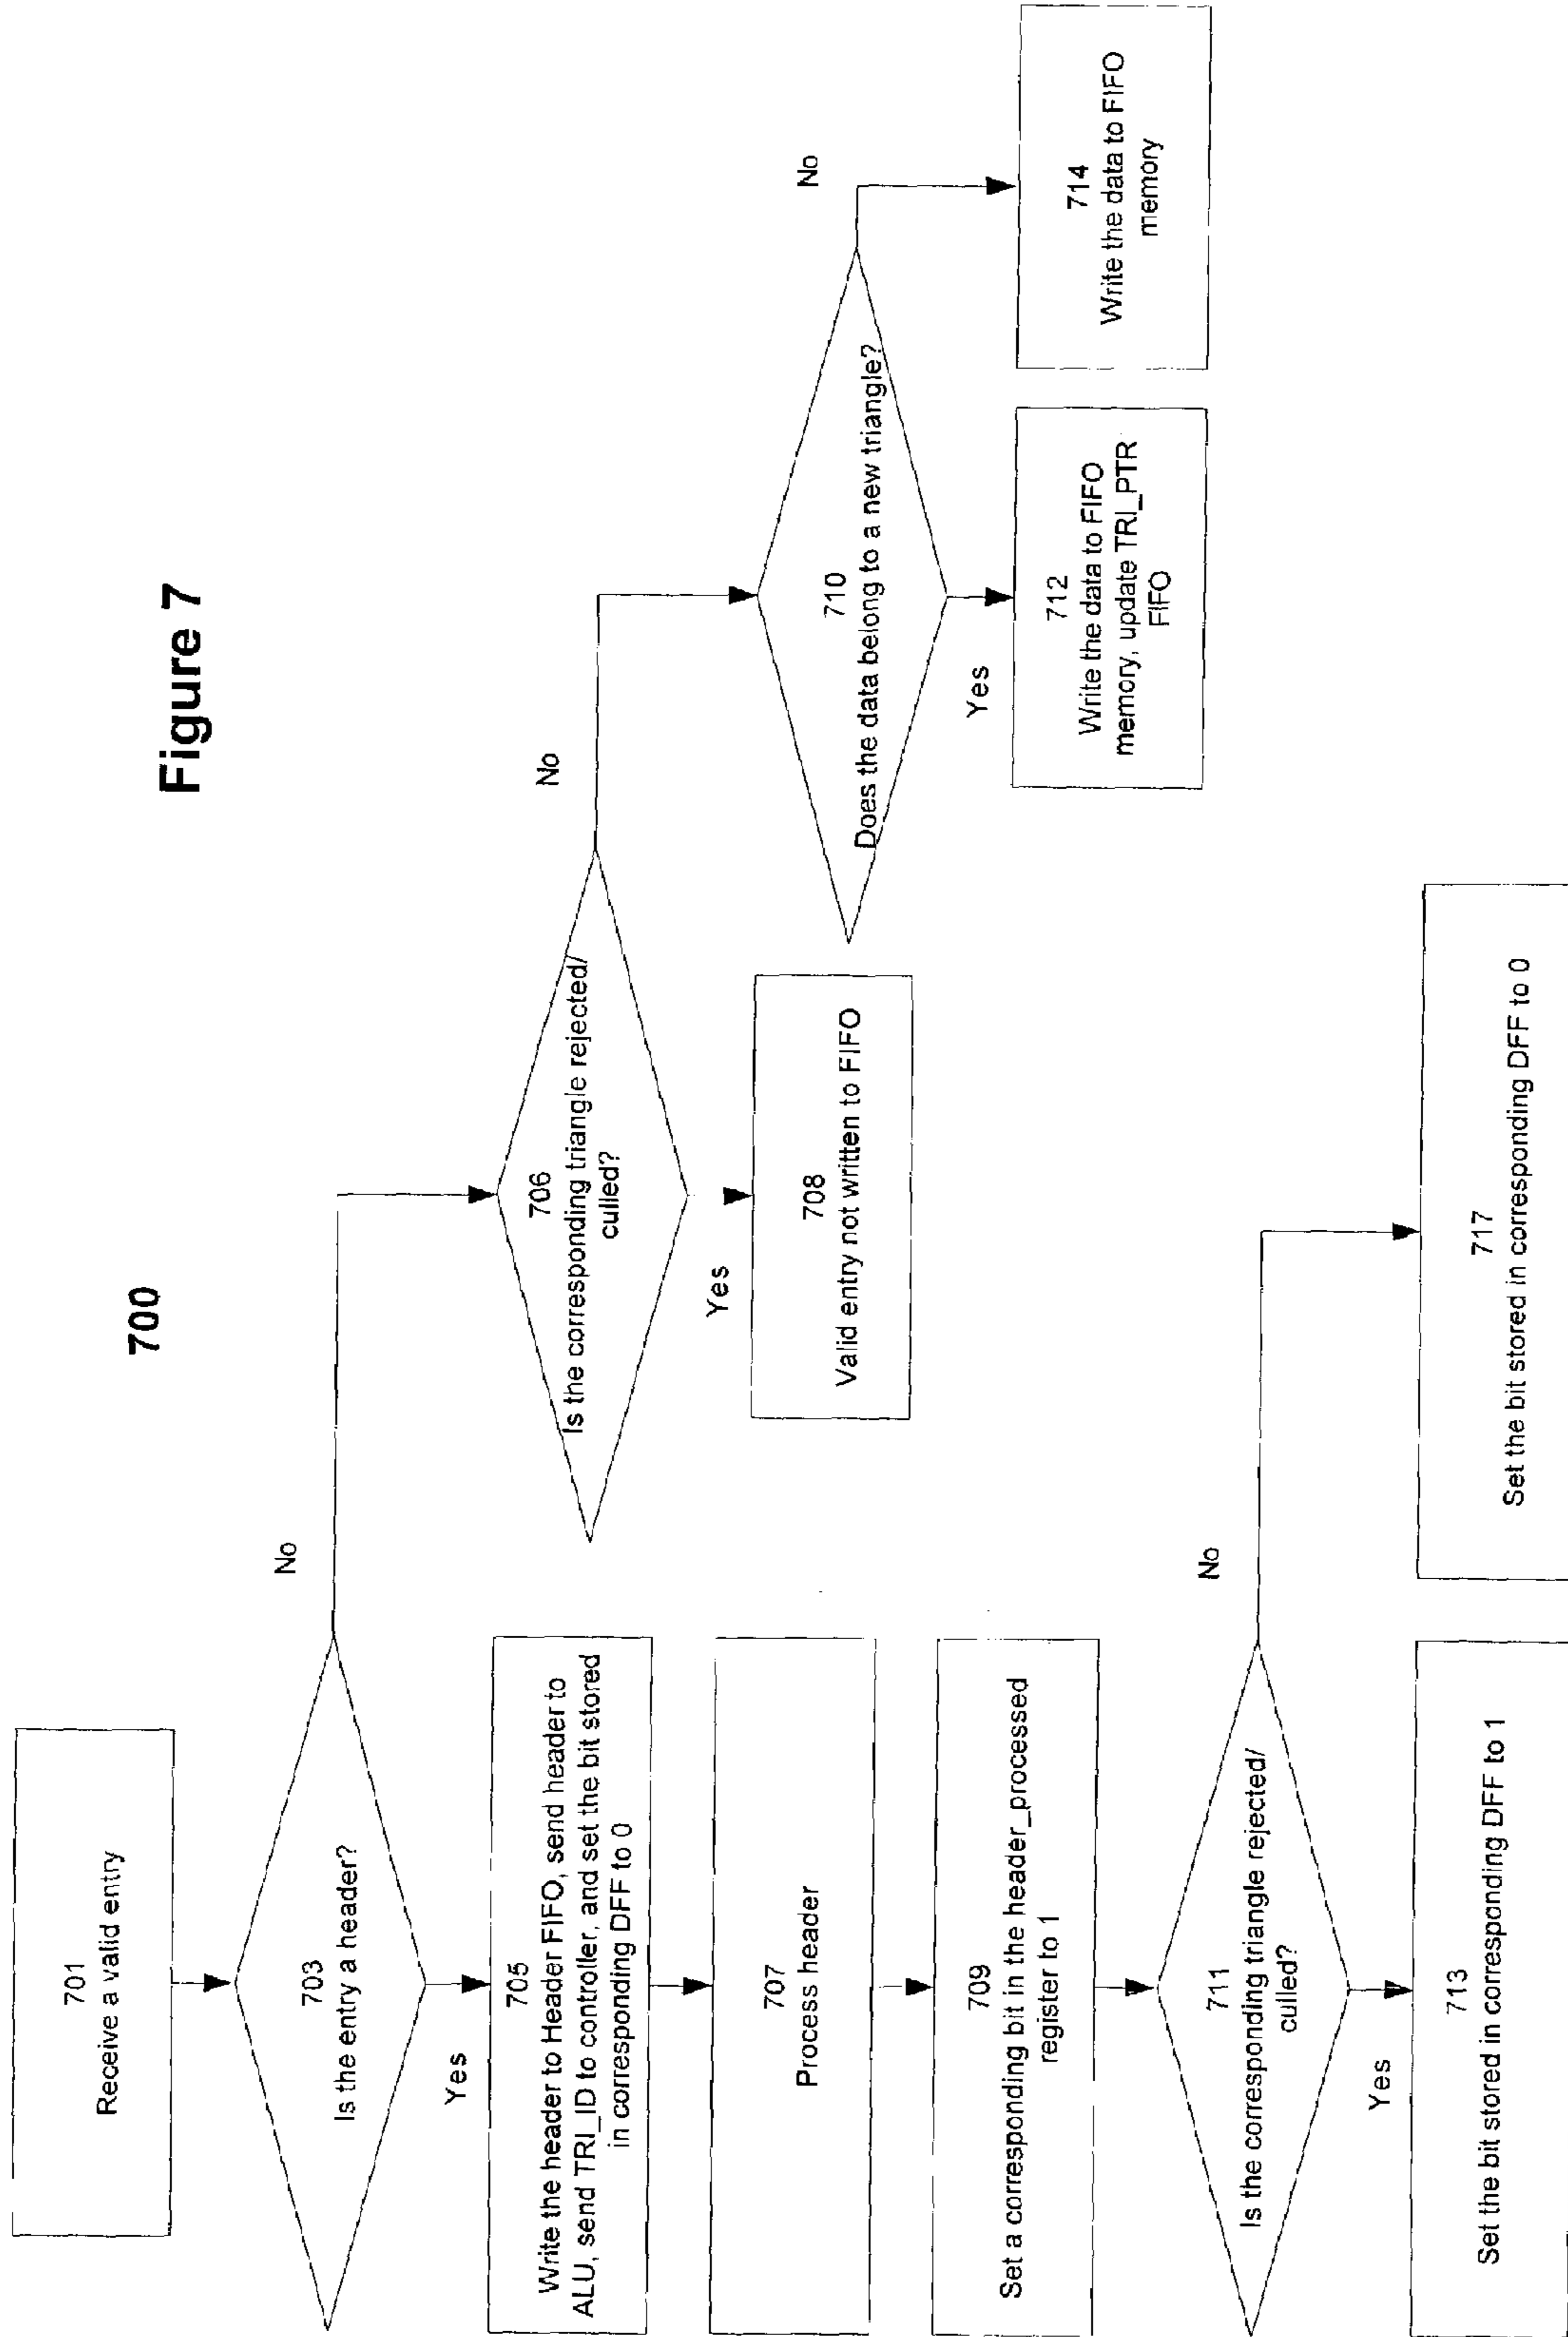 Figure 7
700
701
Receive a valid entry
703
Is the entry a header?
No
Yes
705
Write the header to Header FIFO, send header to
ALU, send TRI_ID to controller, and set the bit stored
in corresponding DFF to 0
706
Is the corresponding triangle rejected/
culled?
No
Yes
707
Process header
708
Valid entry not written to FIFO
710
Does the data belong to a new triangle?
No
Yes
709
Set a corresponding bit in the header_processed
register to 1
712
Write the data to FIFO
memory, update TRI_PTR
FIFO
714
Write the data to FIFO
memory
711
Is the corresponding triangle rejected/
culled?
No
Yes
713
Set the bit stored in corresponding DFF to 1
717
Set the bit stored in corresponding DFF to 0